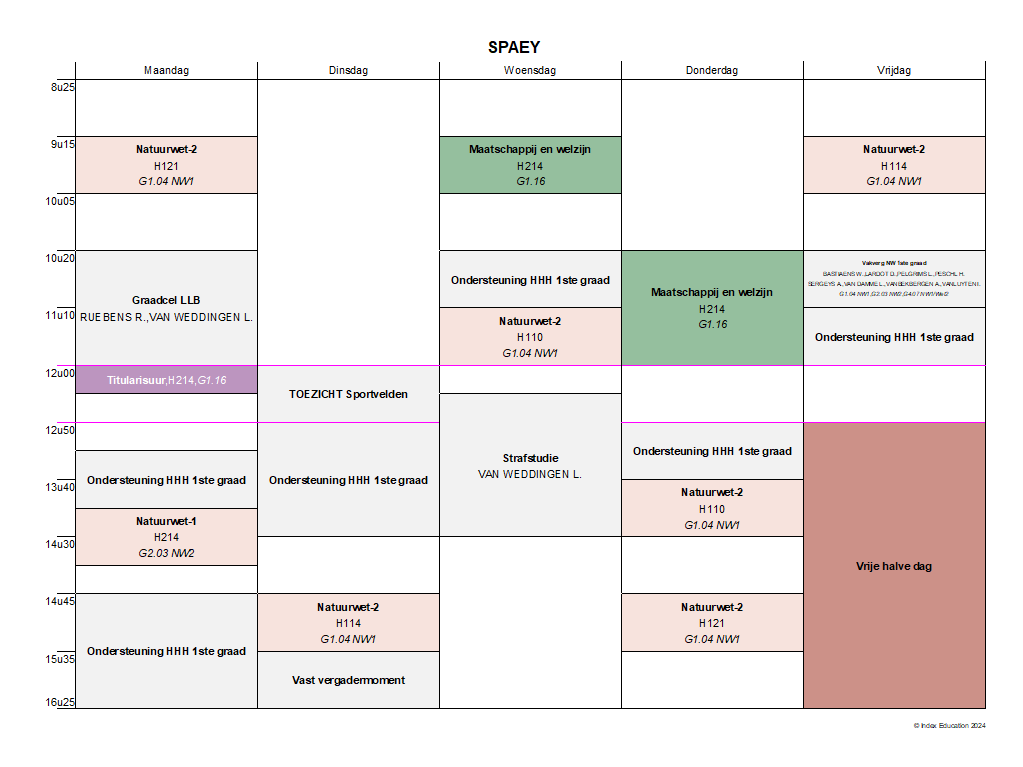 SPAEY
Maandag
Dinsdag
Woensdag
Donderdag
Vrijdag
8u25
9u15
10u05
10u20
11u10
12u00
12u50
13u40
14u30
14u45
15u35
16u25
Natuurwet-2
H121
G1.04 NW1
Graadcel LLB
RUEBENS R.,VAN WEDDINGEN L.
Titularisuur,H214,G1.16
Ondersteuning HHH 1ste graad
Natuurwet-1
H214
G2.03 NW2
Ondersteuning HHH 1ste graad
TOEZICHT Sportvelden
Ondersteuning HHH 1ste graad
Natuurwet-2
H114
G1.04 NW1
Vast vergadermoment
Maatschappij en welzijn
H214
G1.16
Ondersteuning HHH 1ste graad
Natuurwet-2
H110
G1.04 NW1
Strafstudie
VAN WEDDINGEN L.
Maatschappij en welzijn
H214
G1.16
Ondersteuning HHH 1ste graad
Natuurwet-2
H110
G1.04 NW1
Natuurwet-2
H121
G1.04 NW1
Natuurwet-2
H114
G1.04 NW1
Vakverg NW 1ste graad
BASTIAENS W.,LARDOT D.,PELGRIMS L.,PESCHL H.
SERGEYS A.,VAN DAMME L.,VANBEKBERGEN A.,VANLUYTEN I.
G1.04 NW1,G2.03 NW2,G4.07 NW1/Wet2
Ondersteuning HHH 1ste graad
Vrije halve dag
© Index Education 2024